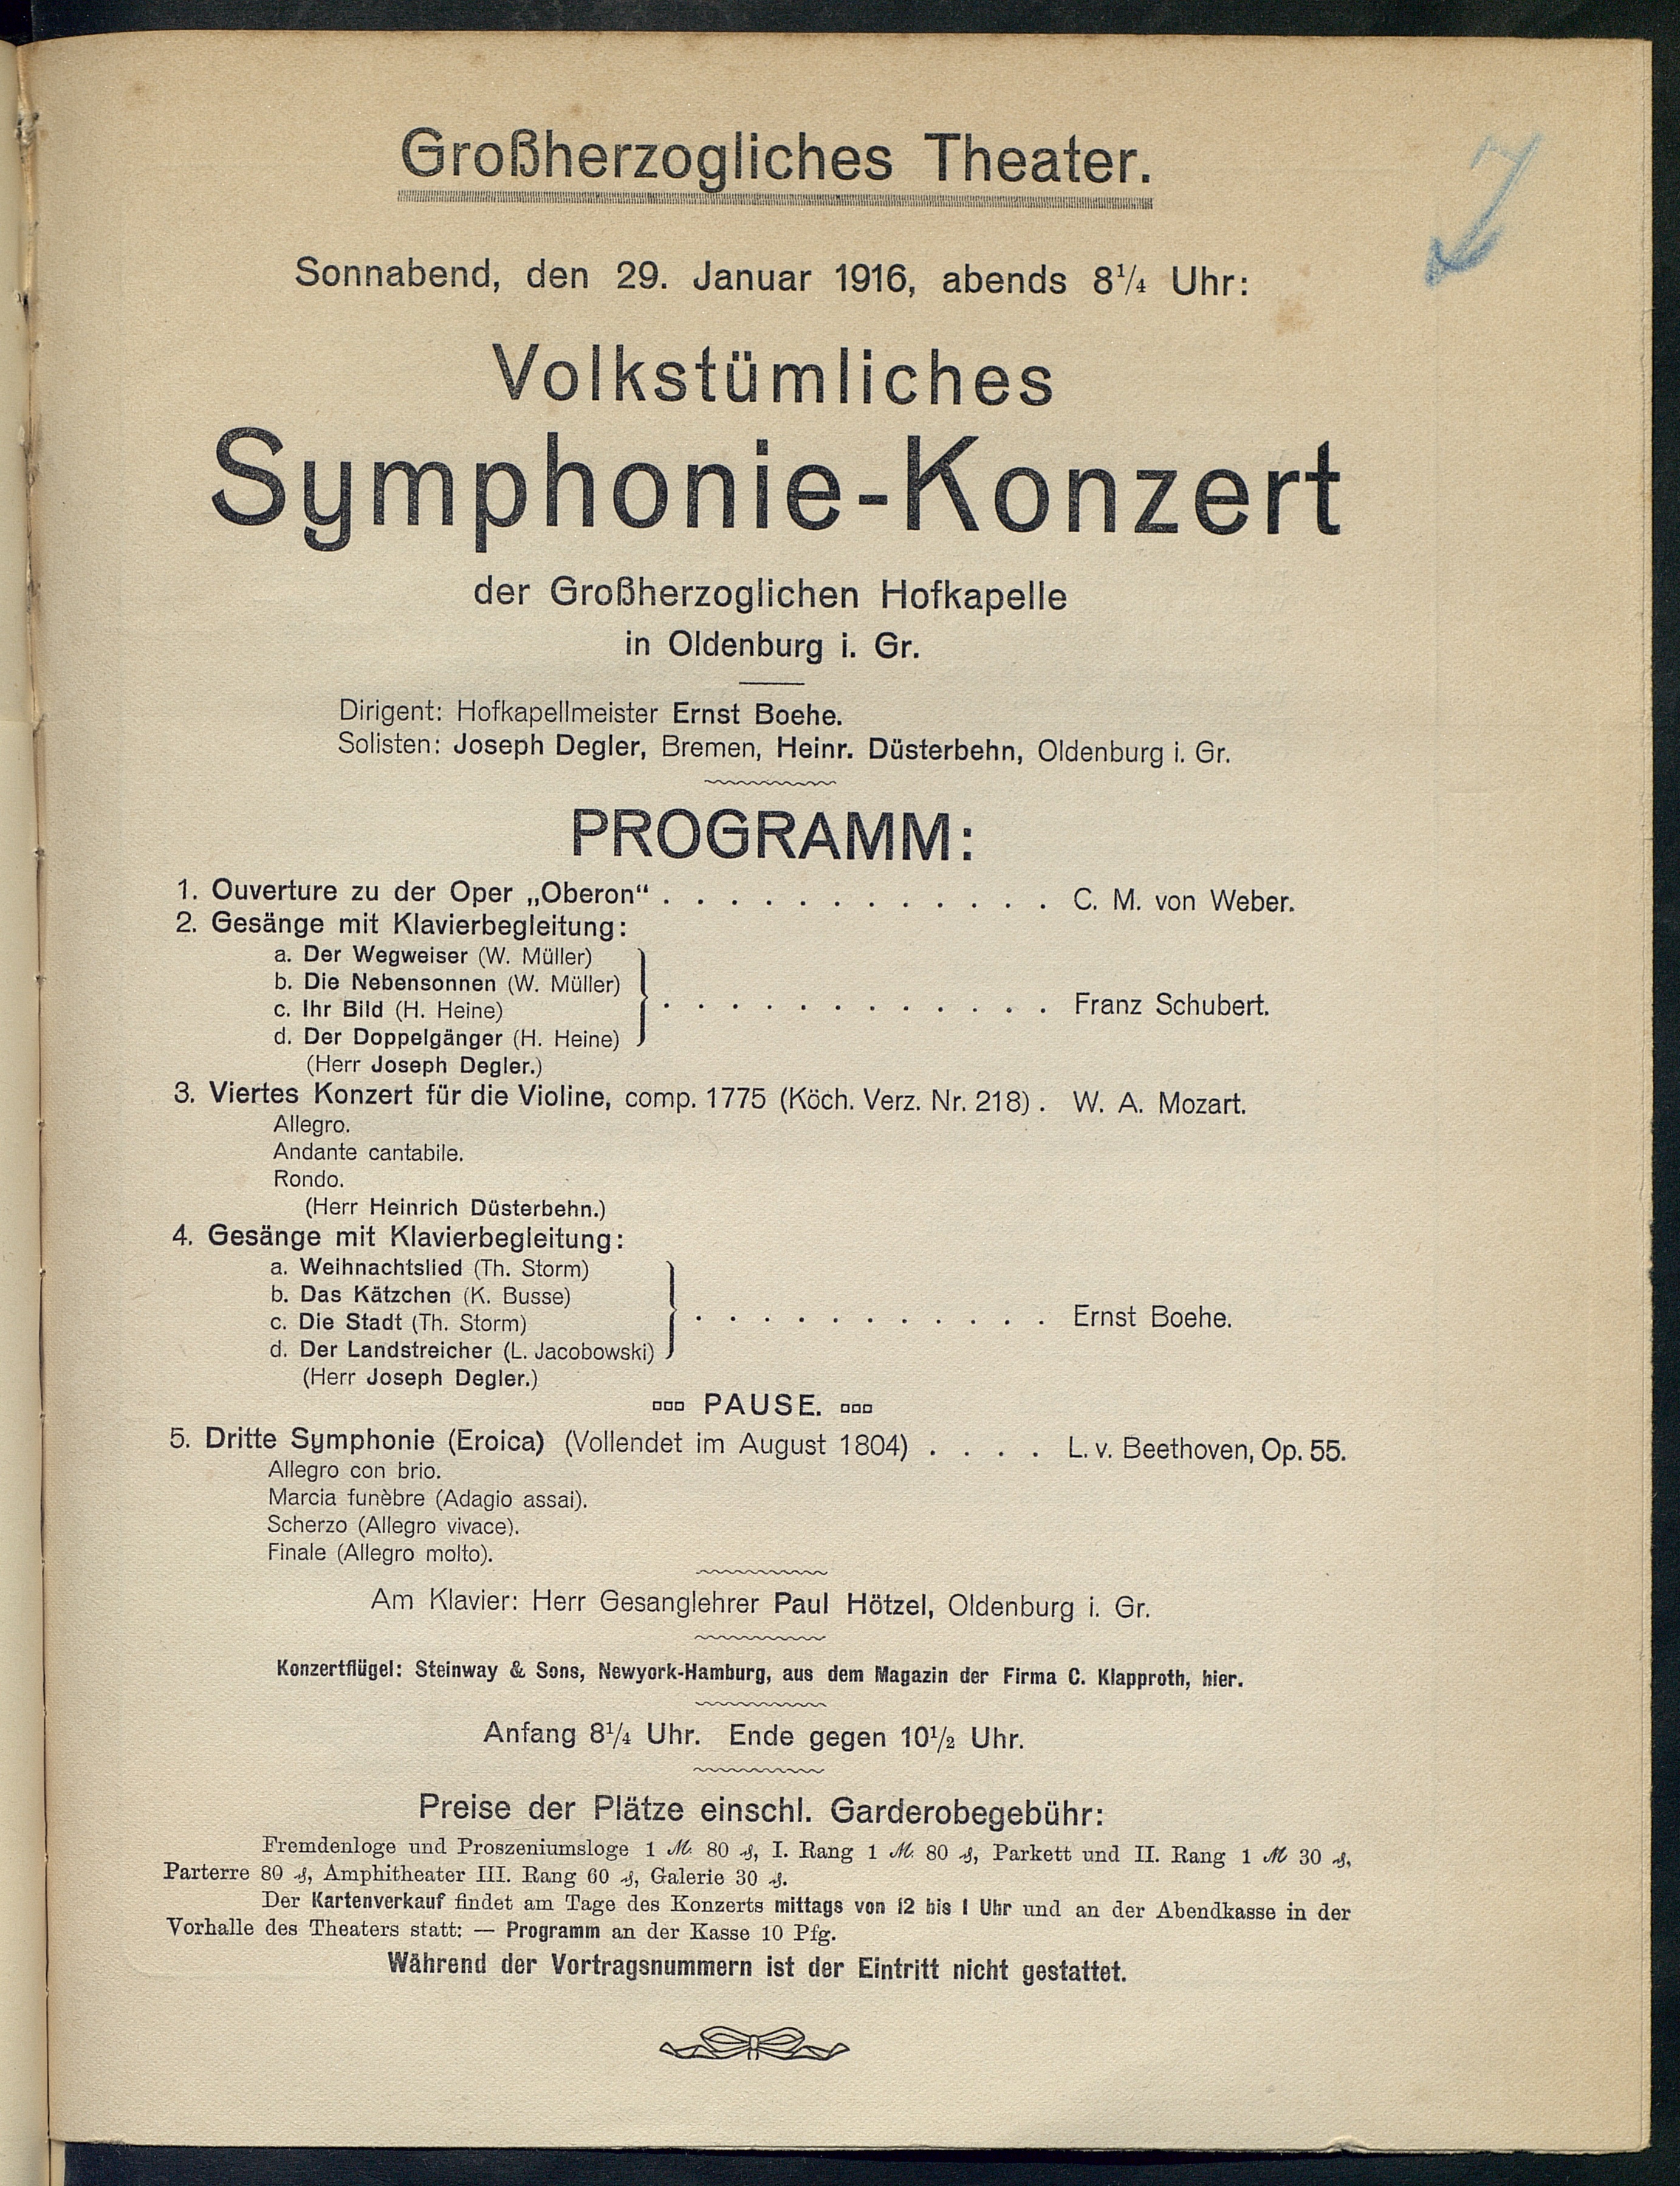 Großherzogliches Theater.
Sonnabend, den 29. Januar 1916, abends 8¼ Uhr:
Volkstümliches
Symphonie-Konzert
der Großherzoglichen Hofkapelle
in Oldenburg i. Gr.
Dirigent: Hofkapellmeister Ernst Boehe.
Solisten: Joseph Degler, Bremen, Heinr. Düsterbehn, Oldenburg i. Gr.
PROGRAMM:
1. Ouverture zu der Oper „Oberon“ . . . . . . . . . . . . C. M. von Weber.
2. Gesänge mit Klavierbegleitung:
a. Der Wegweiser (W. Müller)
b. Die Nebensonnen (W. Müller)
c. Ihr Bild (H. Heine) . . . . . . . . . . . . Franz Schubert.
d. Der Doppelgänger (H. Heine)
(Herr Joseph Degler.)
3. Viertes Konzert für die Violine, comp. 1775 (Köch. Verz. Nr. 218) . W. A. Mozart.
Allegro.
Andante cantabile.
Rondo.
(Herr Heinrich Düsterbehn.)
4. Gesänge mit Klavierbegleitung:
a. Weihnachtslied (Th. Storm)
b. Das Kätzchen (K. Busse)
c. Die Stadt (Th. Storm) . . . . . . . . . . . Ernst Boehe.
d. Der Landstreicher (L. Jacobowski)
(Herr Joseph Degler.)
PAUSE.
5. Dritte Symphonie (Eroica) (Vollendet im August 1804) . . . . L. v. Beethoven, Op. 55.
Allegro con brio.
Marcia funèbre (Adagio assai).
Scherzo (Allegro vivace).
Finale (Allegro molto).
Am Klavier: Herr Gesanglehrer Paul Hötzel, Oldenburg i. Gr.
Konzertflügel: Steinway & Sons, Newyork-Hamburg, aus dem Magazin der Firma C. Klapproth, hier.
Anfang 8¼ Uhr. Ende gegen 10½ Uhr.
Preise der Plätze einschl. Garderobegebühr:
Fremdenloge und Proszeniumsloge 1 ℳ 80 ₰, I. Rang 1 ℳ 80 ₰, Parkett und II. Rang 1 ℳ 30 ₰,
Parterre 80 ₰, Amphitheater III. Rang 60 ₰, Galerie 30 ₰.
Der Kartenverkauf findet am Tage des Konzerts mittags von 12 bis 1 Uhr und an der Abendkasse in der
Vorhalle des Theaters statt: — Programm an der Kasse 10 Pfg.
Während der Vortragsnummern ist der Eintritt nicht gestattet.